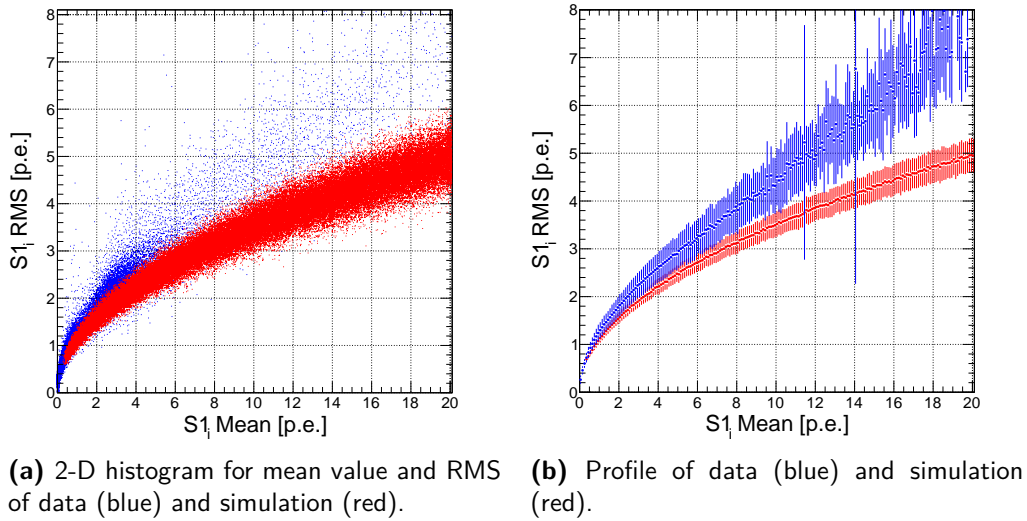 8
7
6
5
4
3
2
1
0
S1i RMS [p.e.]
0 2 4 6 8 10 12 14 16 18 20
S1i Mean [p.e.]
8
7
6
5
4
3
2
1
0
S1i RMS [p.e.]
0 2 4 6 8 10 12 14 16 18 20
S1i Mean [p.e.]
(a) 2-D histogram for mean value and RMS
of data (blue) and simulation (red).
(b) Profile of data (blue) and simulation
(red).